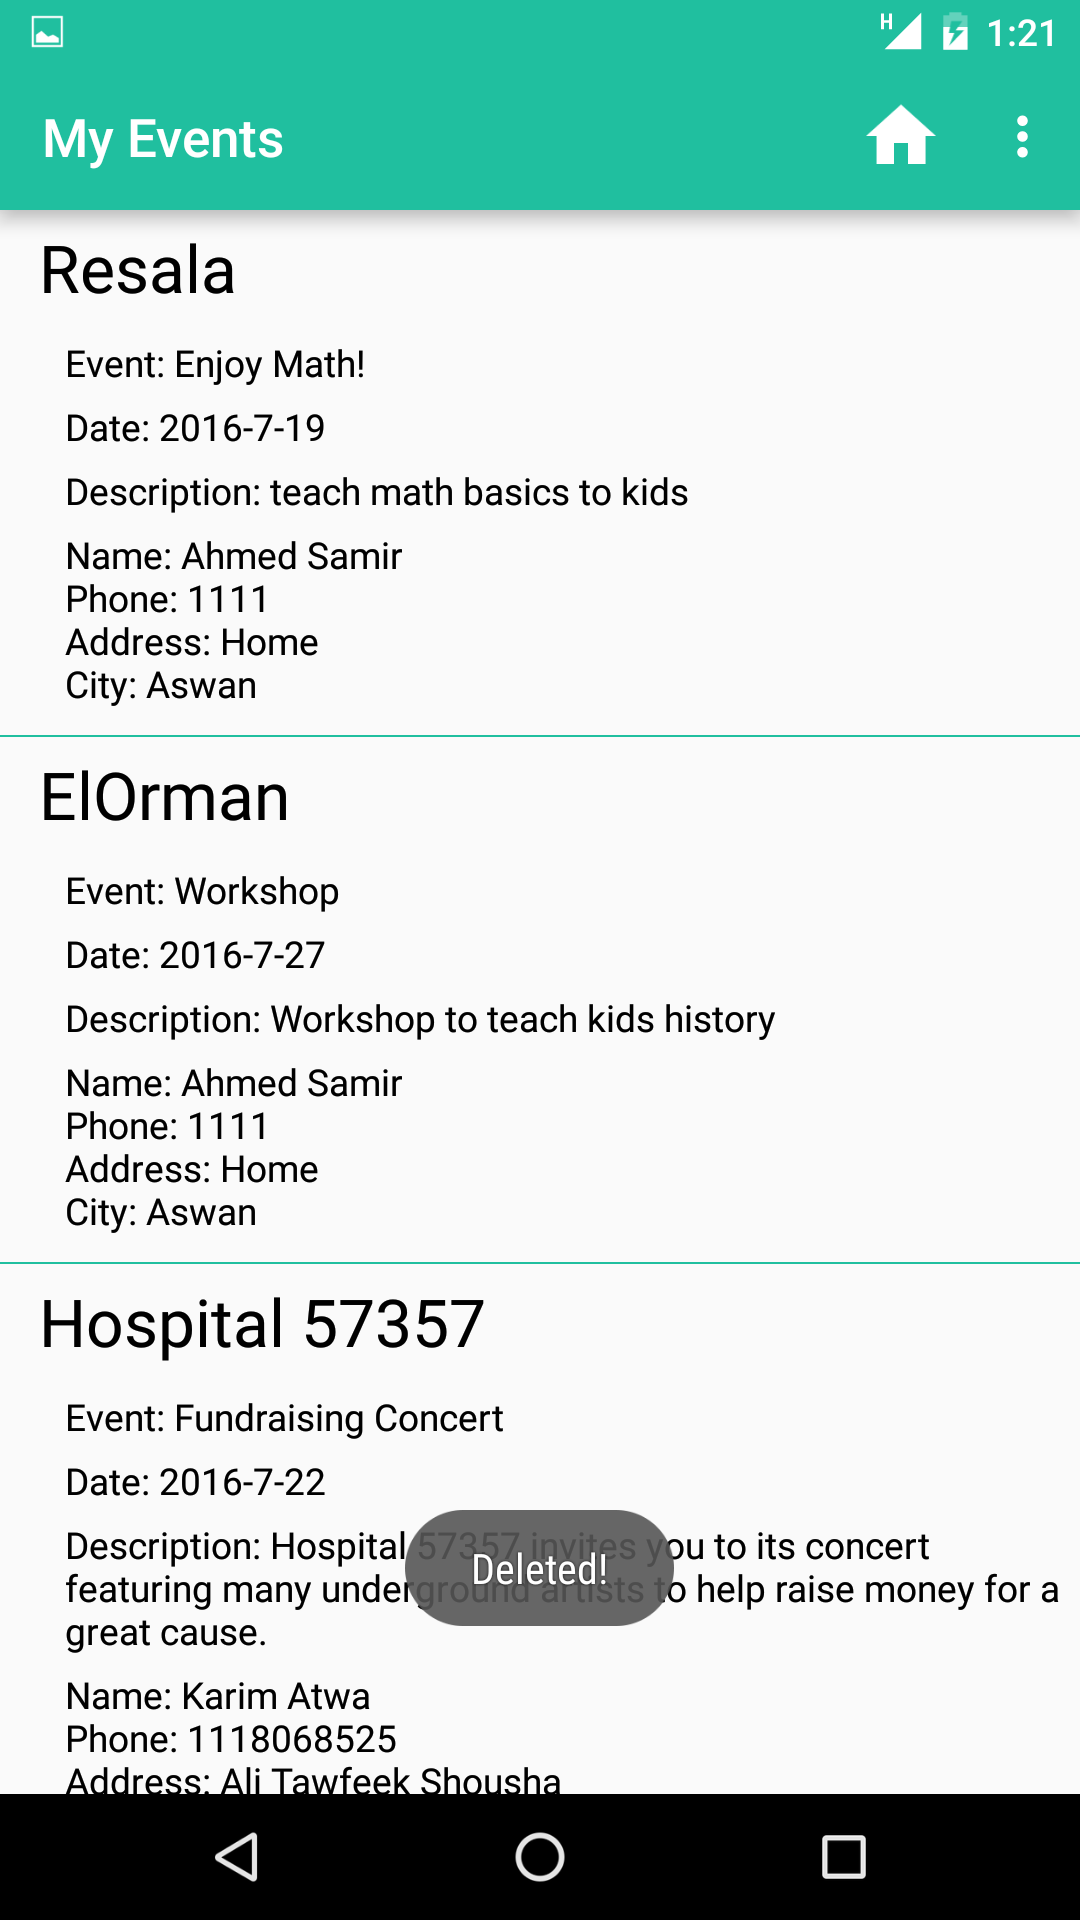 H 1:21
My Events
Resala
Event: Enjoy Math!
Date: 2016-7-19
Description: teach math basics to kids
Name: Ahmed Samir
Phone: 1111
Address: Home
City: Aswan
ElOrman
Event: Workshop
Date: 2016-7-27
Description: Workshop to teach kids history
Name: Ahmed Samir
Phone: 1111
Address: Home
City: Aswan
Hospital 57357
Event: Fundraising Concert
Date: 2016-7-22
Description: Hospital 57357 invites you to its concert
featuring many underground artists to help raise money for a
great cause.
Deleted!
Name: Karim Atwa
Phone: 1118068525
Address: Ali Tawfeek Shousha